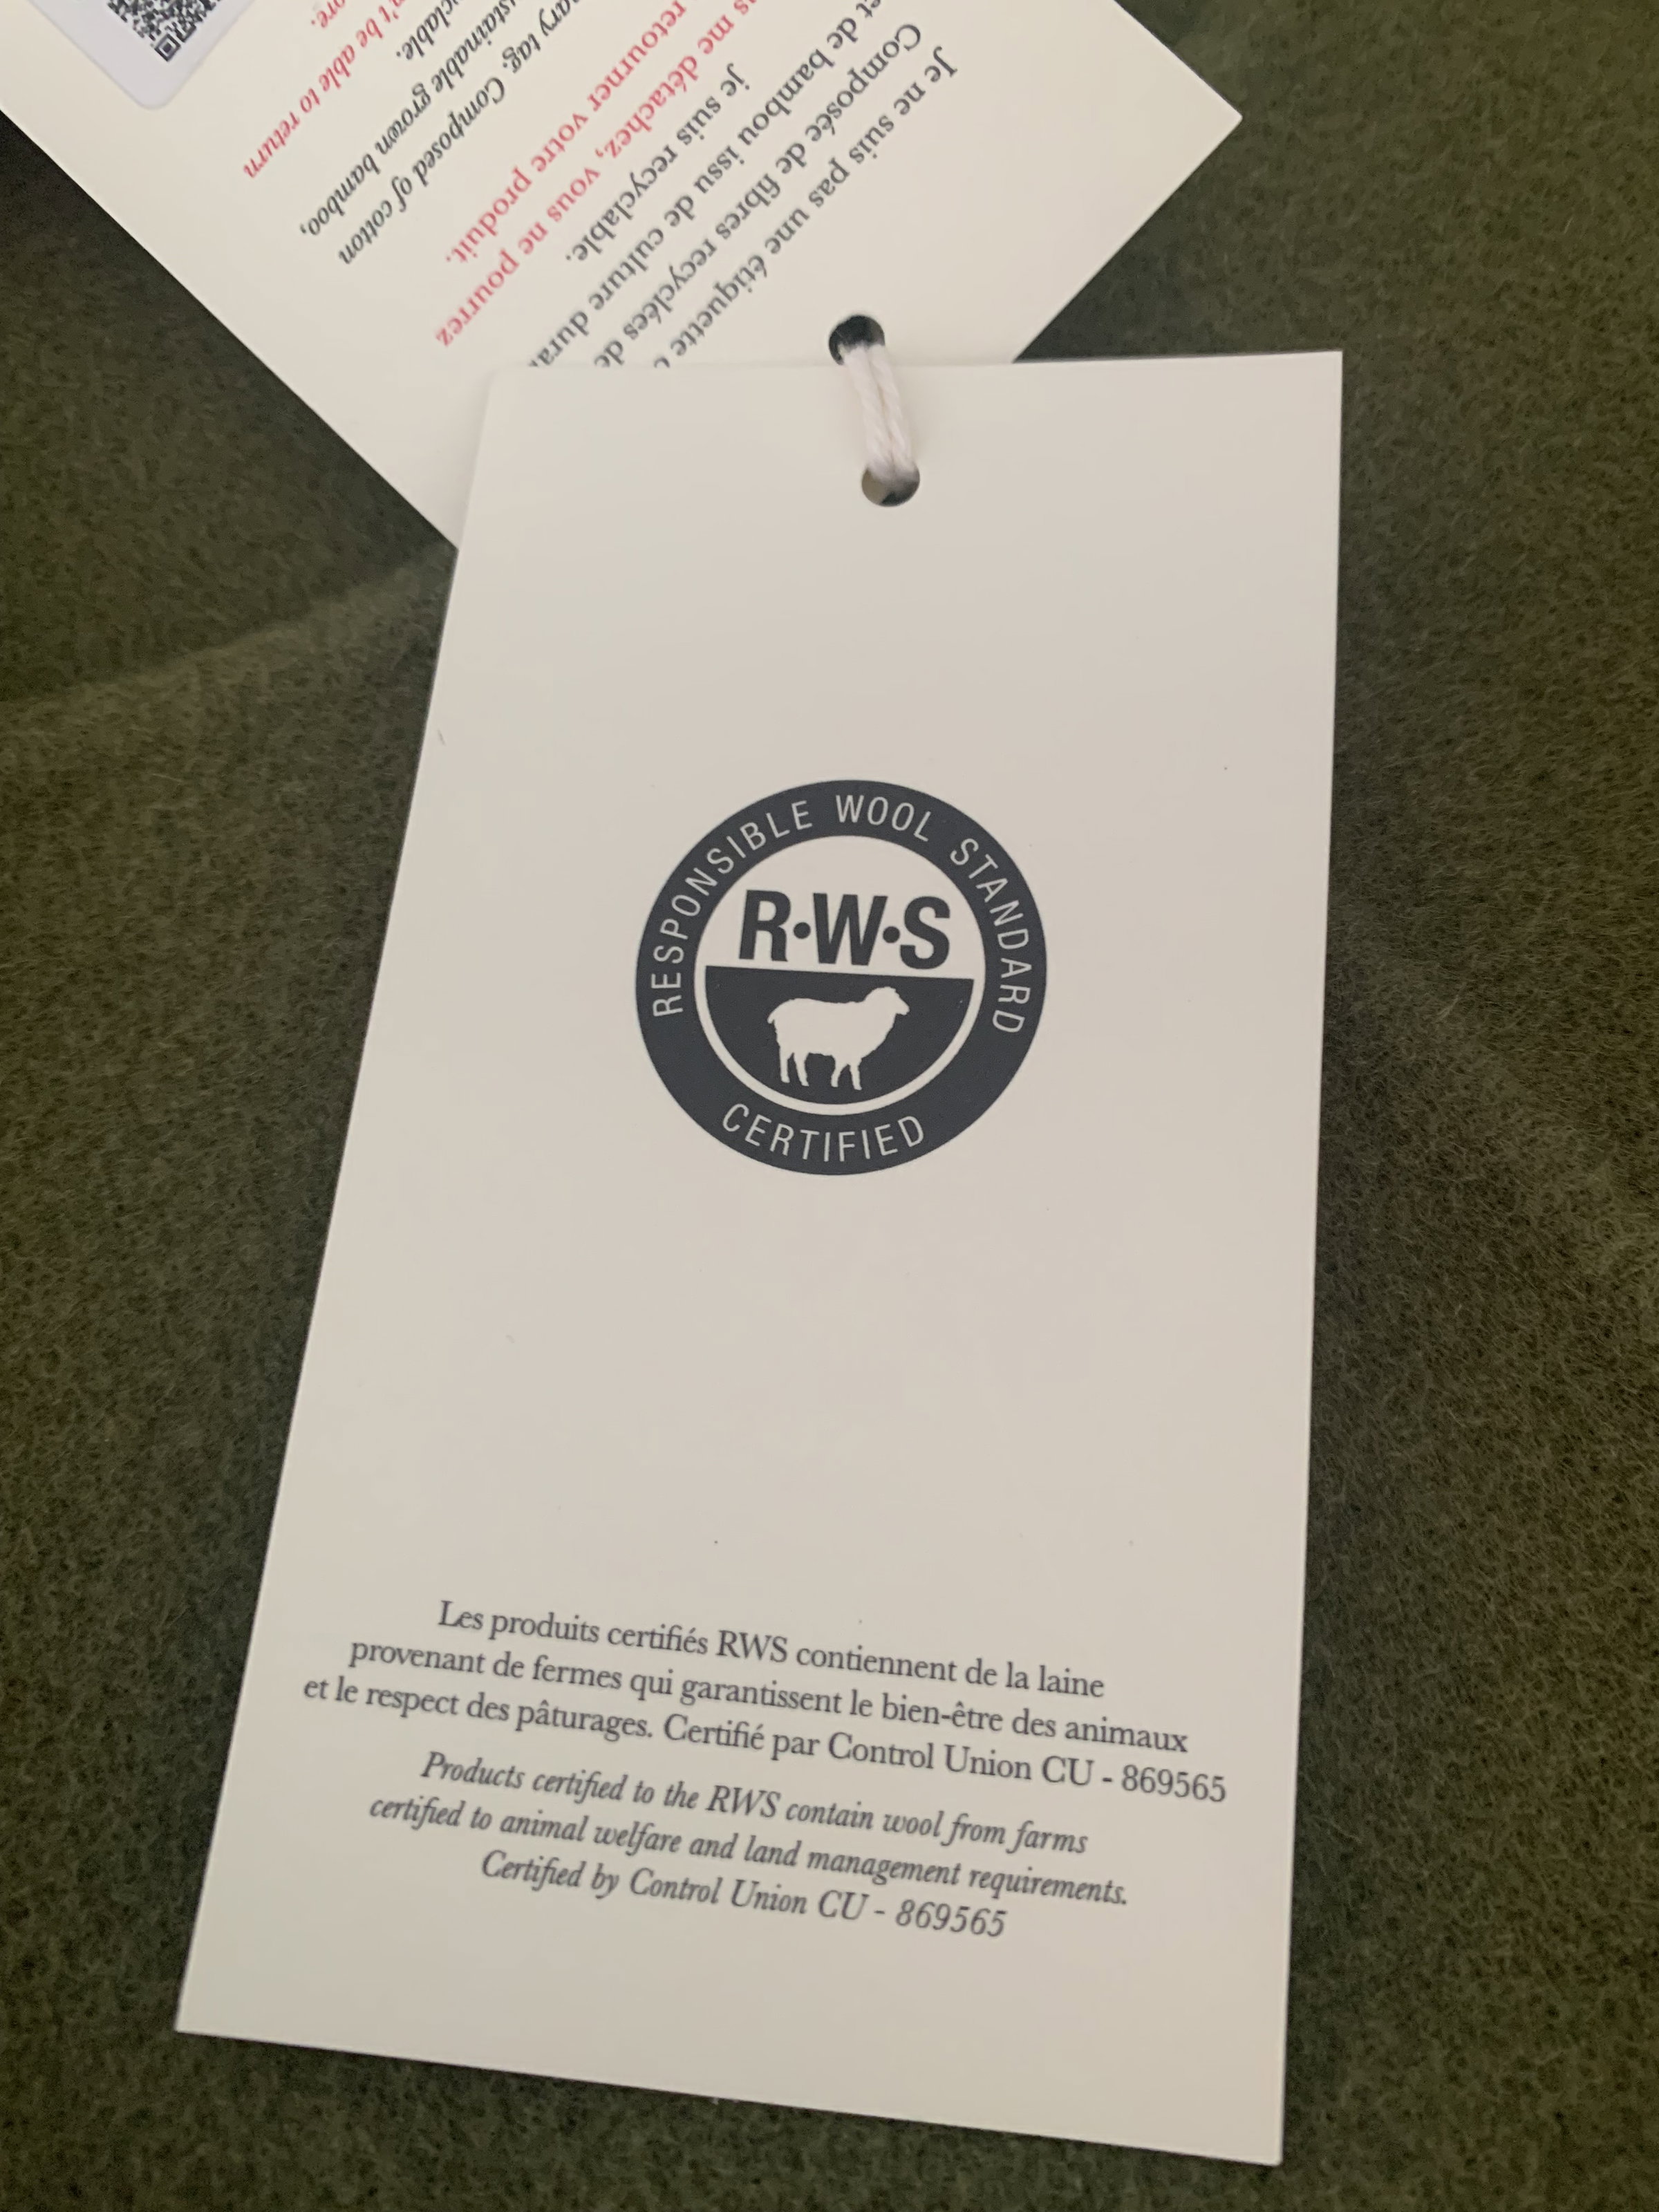 Je ne suis pas une étiquette
Composée de fibres recyclées de
et de bambou issu de culture
je suis recyclable.
me détachez, vous ne pourrez
retourner votre produit.
tag. Composed of cotton
grown bamboo,
be able to return
RESPONSIBLE WOOL STANDARD
R·W·S
CERTIFIED
Les produits certifiés RWS contiennent de la laine
provenant de fermes qui garantissent le bien-être des animaux
et le respect des pâturages. Certifié par Control Union CU - 869565
Products certified to the RWS contain wool from farms
certified to animal welfare and land management requirements.
Certified by Control Union CU - 869565